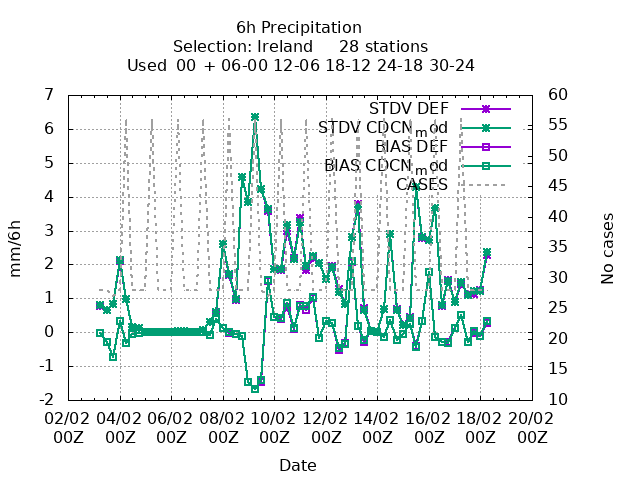 6h Precipitation
Selection: Ireland     28 stations
Used  00 + 06-00 12-06 18-12 24-18 30-24
STDV DEF
STDV CDCN_mod
BIAS DEF
BIAS CDCN_mod
CASES
mm/6h
No cases
7
6
5
4
3
2
1
0
-1
-2
60
55
50
45
40
35
30
25
20
15
10
02/02 04/02 06/02 08/02 10/02 12/02 14/02 16/02 18/02 20/02
00Z 00Z 00Z 00Z 00Z 00Z 00Z 00Z 00Z 00Z
Date